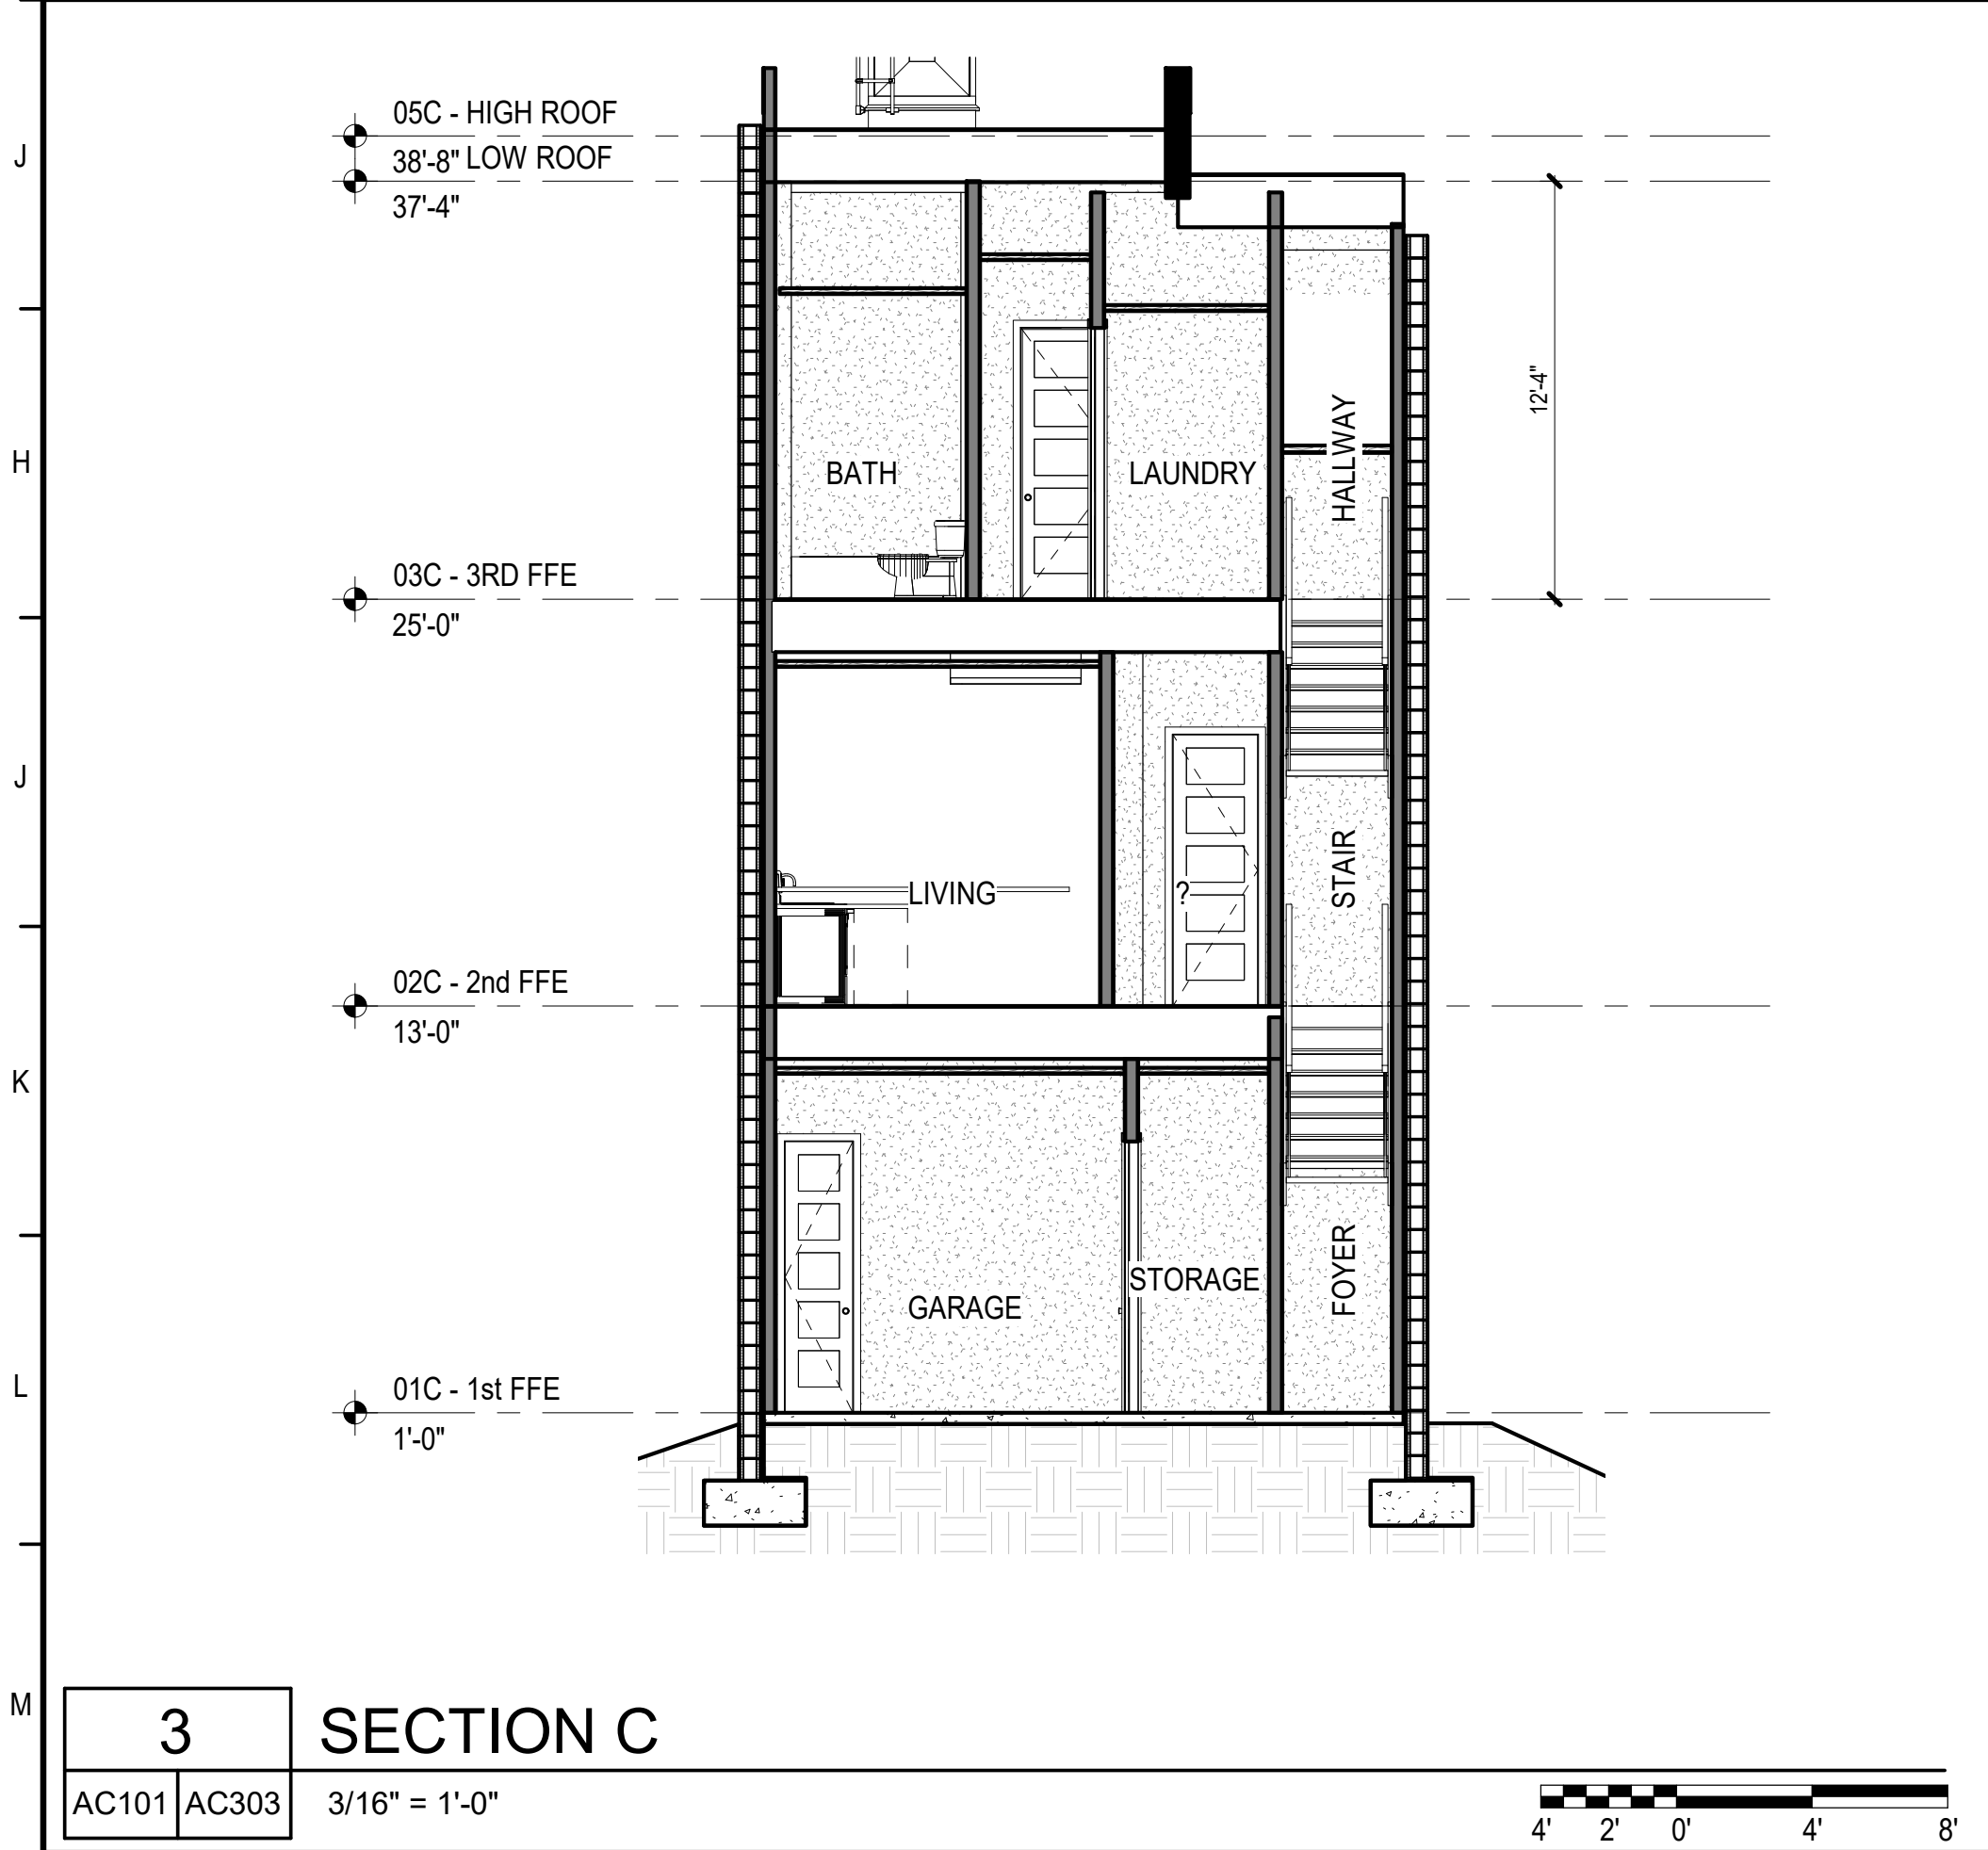 05C - HIGH ROOF
38'-8" LOW ROOF
37'-4"
J
12'-4"
H
BATH
LAUNDRY
HALLWAY
03C - 3RD FFE
25'-0"
J
LIVING
?
STAIR
02C - 2nd FFE
13'-0"
K
GARAGE
STORAGE
FOYER
L
01C - 1st FFE
1'-0"
M
3
SECTION C
AC101 AC303
3/16" = 1'-0"
4' 2' 0' 4' 8'